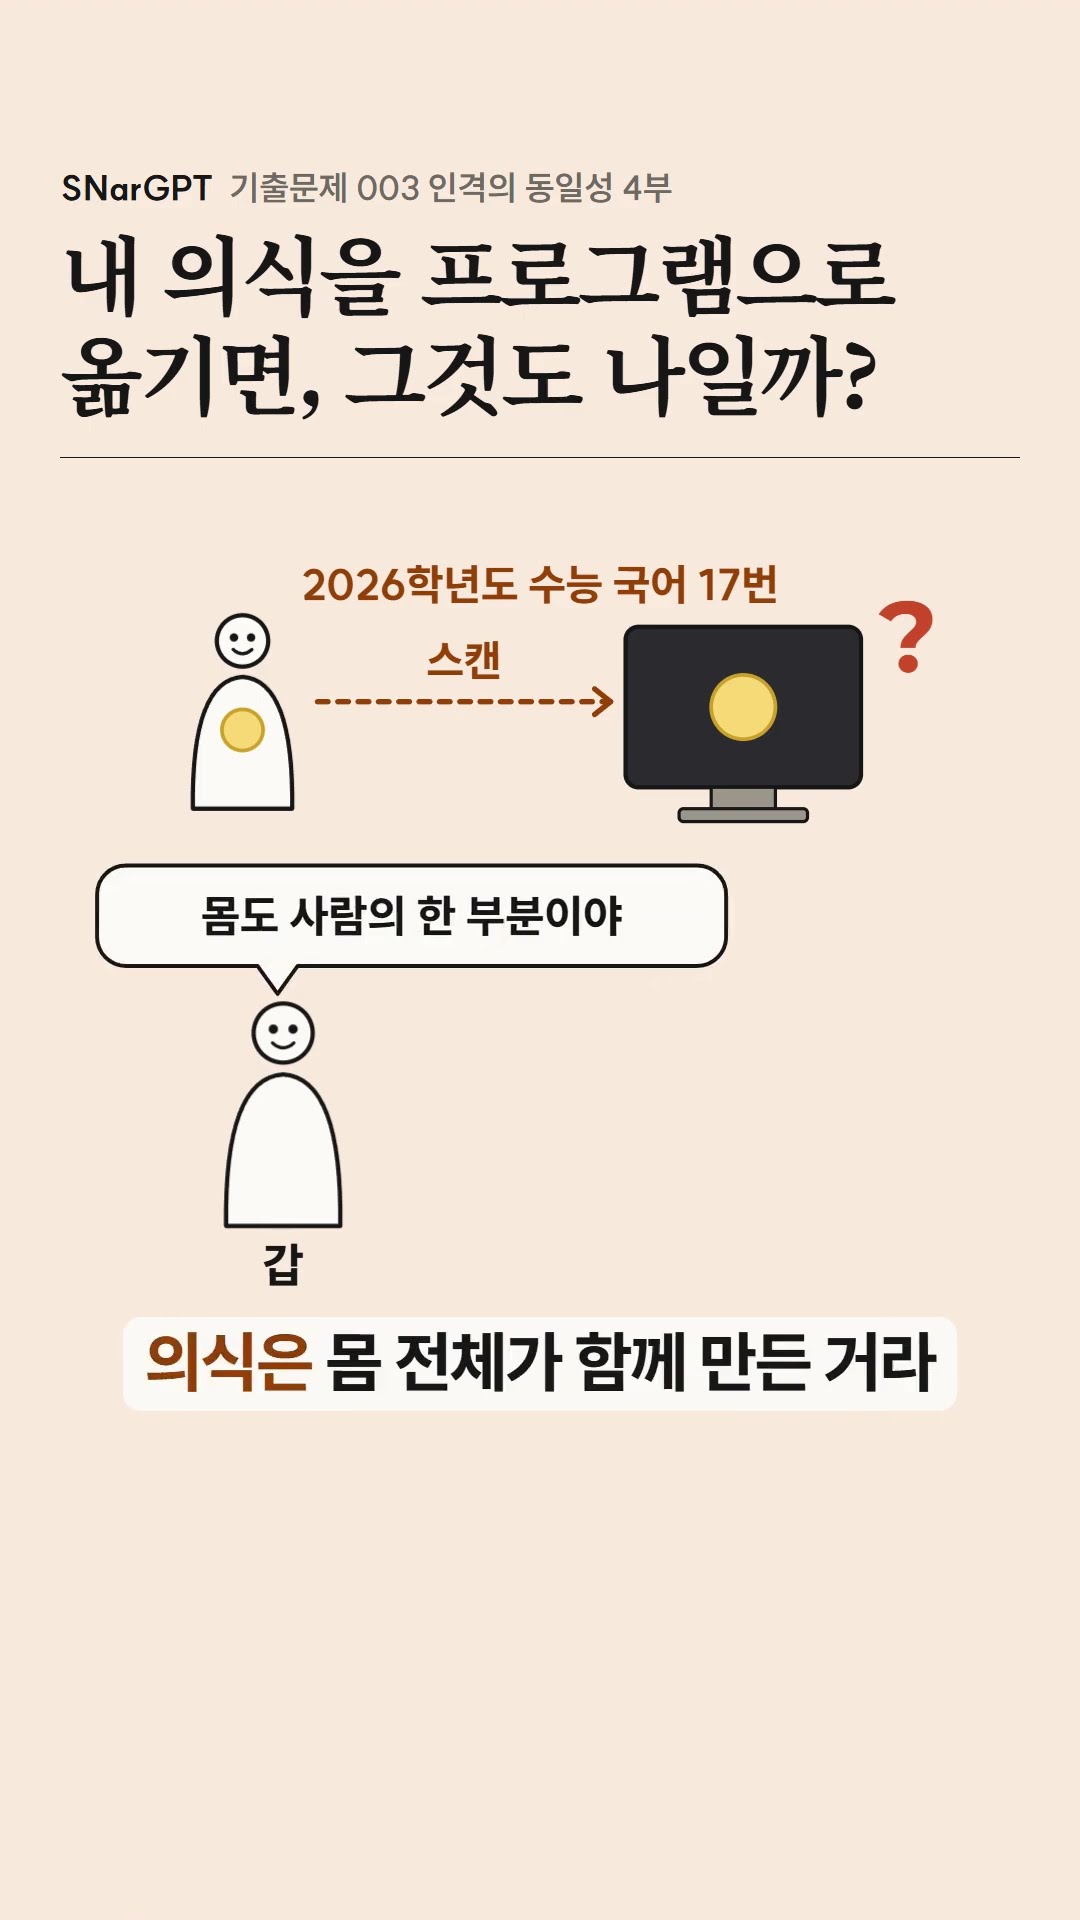 SNarGPT 기출문제 003 인격의 동일성 4부
내 의식을 프로그램으로
옮기면, 그것도 나일까?
2026학년도 수능 국어 17번
스캔
?
몸도 사람의 한 부분이야
갑
의식은 몸 전체가 함께 만든 거라